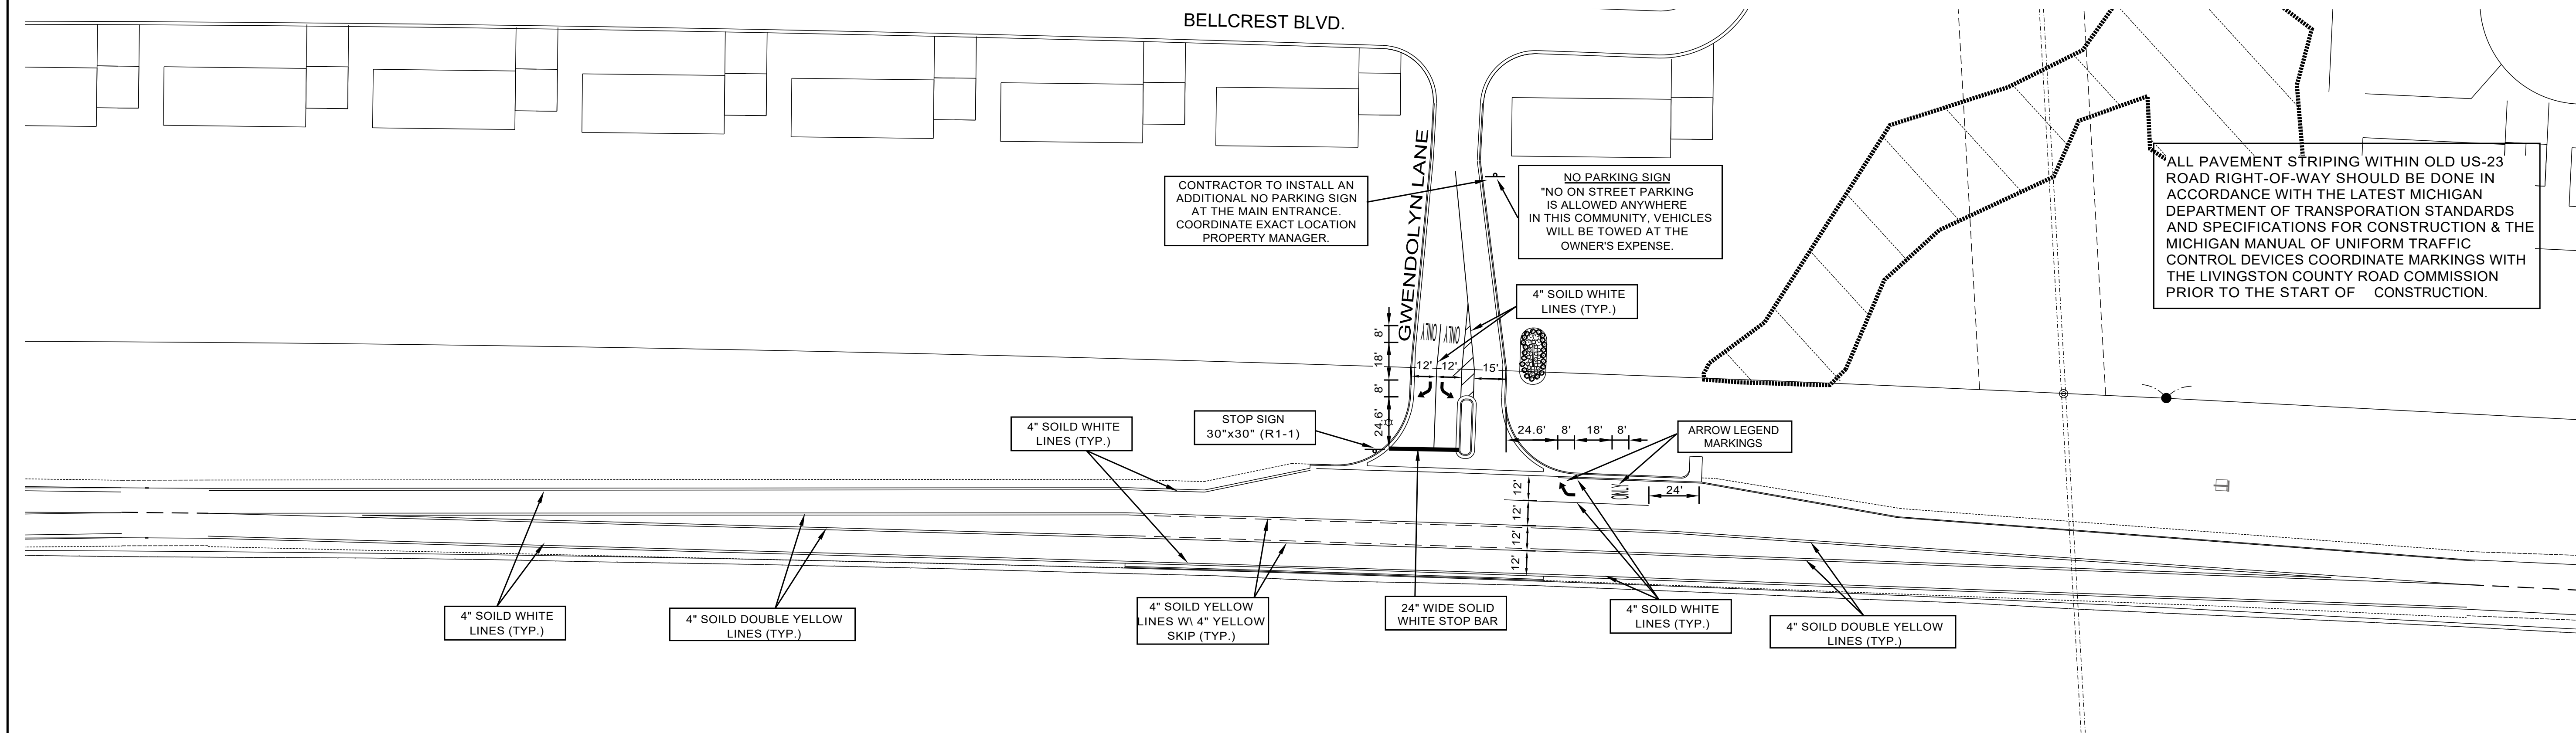 BELLCREST BLVD.
GWENDOLYN LANE
CONTRACTOR TO INSTALL AN
ADDITIONAL NO PARKING SIGN
AT THE MAIN ENTRANCE.
COORDINATE EXACT LOCATION
PROPERTY MANAGER.
NO PARKING SIGN
"NO ON STREET PARKING
IS ALLOWED ANYWHERE
IN THIS COMMUNITY, VEHICLES
WILL BE TOWED AT THE
OWNER'S EXPENSE.
ALL PAVEMENT STRIPING WITHIN OLD US-23
ROAD RIGHT-OF-WAY SHOULD BE DONE IN
ACCORDANCE WITH THE LATEST MICHIGAN
DEPARTMENT OF TRANSPORATION STANDARDS
AND SPECIFICATIONS FOR CONSTRUCTION & THE
MICHIGAN MANUAL OF UNIFORM TRAFFIC
CONTROL DEVICES COORDINATE MARKINGS WITH
THE LIVINGSTON COUNTY ROAD COMMISSION
PRIOR TO THE START OF CONSTRUCTION.
4" SOILD WHITE
LINES (TYP.)
8'
18'
8'
24.6'
ONLY
ONLY
12'
12'
15'
STOP SIGN
30"x30" (R1-1)
4" SOILD WHITE
LINES (TYP.)
24.6'
8'
18'
8'
ARROW LEGEND
MARKINGS
ONLY
24'
12'
12'
12'
12'
4" SOILD WHITE
LINES (TYP.)
4" SOILD DOUBLE YELLOW
LINES (TYP.)
4" SOILD YELLOW
LINES W\ 4" YELLOW
SKIP (TYP.)
24" WIDE SOLID
WHITE STOP BAR
4" SOILD WHITE
LINES (TYP.)
4" SOILD DOUBLE YELLOW
LINES (TYP.)